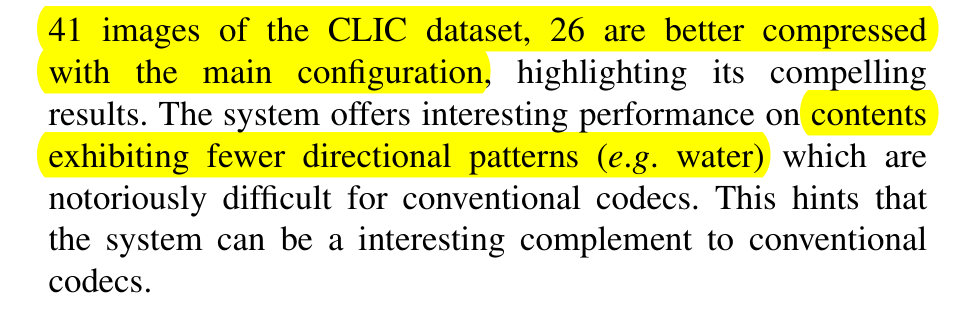 41 images of the CLIC dataset, 26 are better compressed
with the main configuration, highlighting its compelling
results. The system offers interesting performance on contents
exhibiting fewer directional patterns (e.g. water) which are
notoriously difficult for conventional codecs. This hints that
the system can be a interesting complement to conventional
codecs.